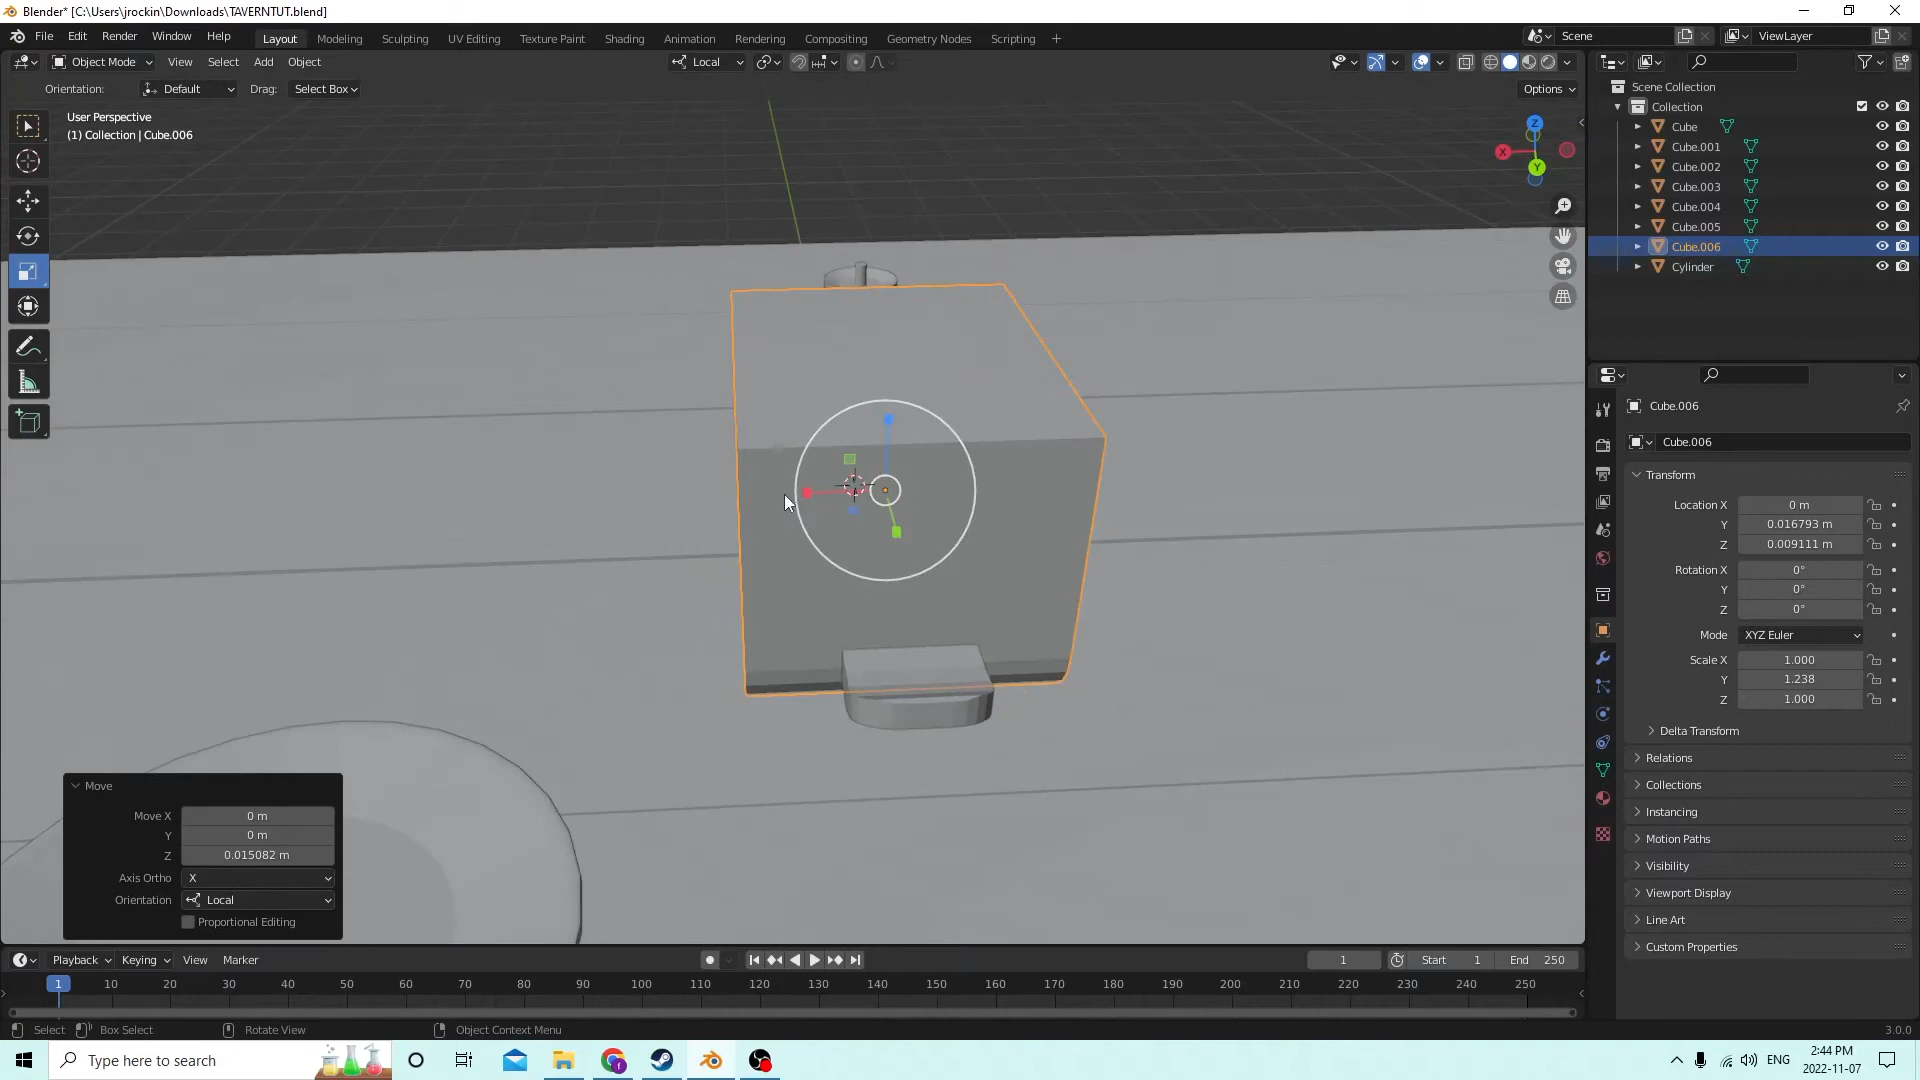 Blender* [C:\Users\jrockin\Downloads\TAVERNTUT.blend]
File Edit Render Window Help
Layout Modeling Sculpting UV Editing Texture Paint Shading Animation Rendering Compositing Geometry Nodes Scripting +
Scene ViewLayer
Object Mode View Select Add Object
Local
Orientation: Default Drag: Select Box
Options
User Perspective
(1) Collection | Cube.006
Z
X
Y
Scene Collection
Collection
Cube
Cube.001
Cube.002
Cube.003
Cube.004
Cube.005
Cube.006
Cylinder
Cube.006
Cube.006
Transform
Location X 0 m
Y 0.016793 m
Z 0.009111 m
Rotation X 0°
Y 0°
Z 0°
Mode XYZ Euler
Scale X 1.000
Y 1.238
Z 1.000
Delta Transform
Relations
Collections
Instancing
Motion Paths
Visibility
Viewport Display
Line Art
Custom Properties
Move
Move X 0 m
Y 0 m
Z 0.015082 m
Axis Ortho X
Orientation Local
Proportional Editing
Playback Keying View Marker
1 Start 1 End 250
1 10 20 30 40 50 60 70 80 90 100 110 120 130 140 150 160 170 180 190 200 210 220 230 240 250
Select Box Select Rotate View Object Context Menu
3.0.0
Type here to search
ENG
2:44 PM
2022-11-07